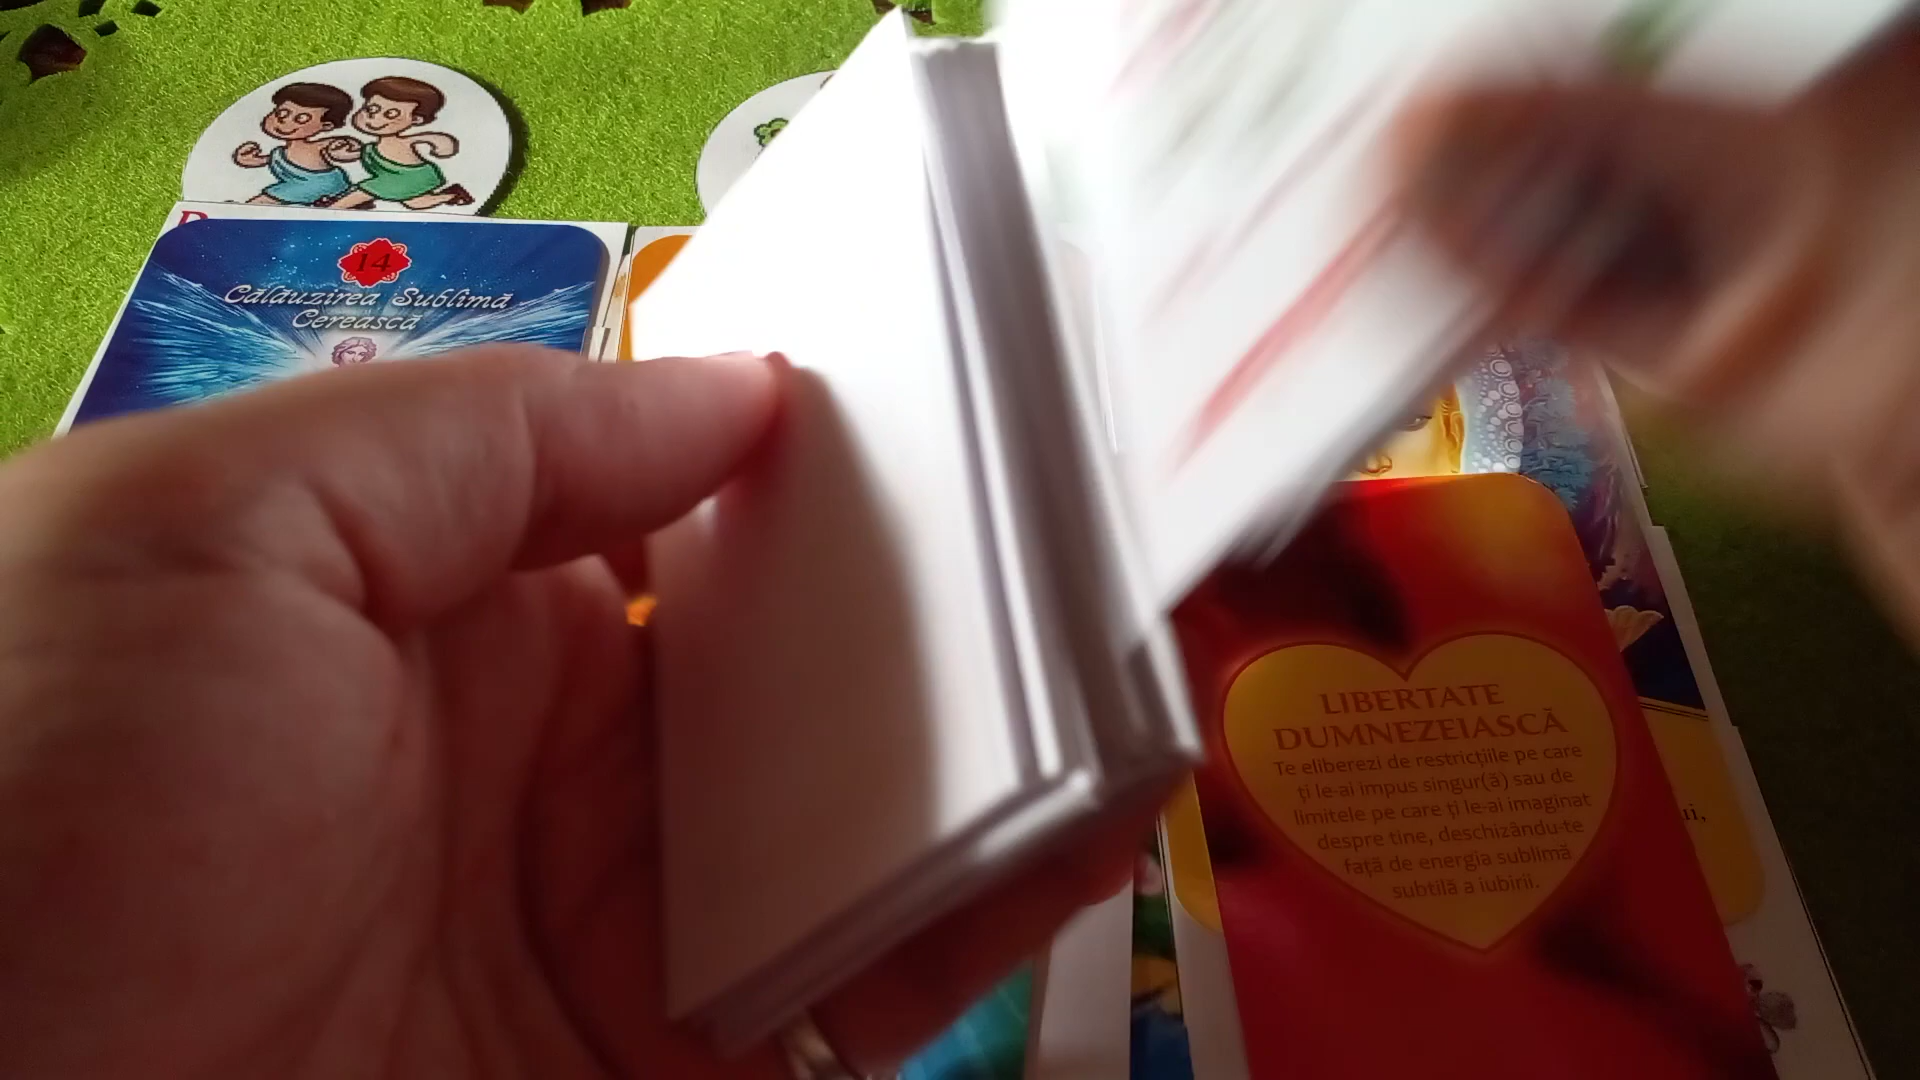 14
Călăuzirea Sublimă
Cerească
LIBERTATE
DUMNEZEIASCĂ
Te eliberezi de restricțiile pe care
ți le-ai impus singur(ă) sau de
limitele pe care ți le-ai imaginat
despre tine, deschizându-te
față de energia sublimă
subtilă a iubirii.